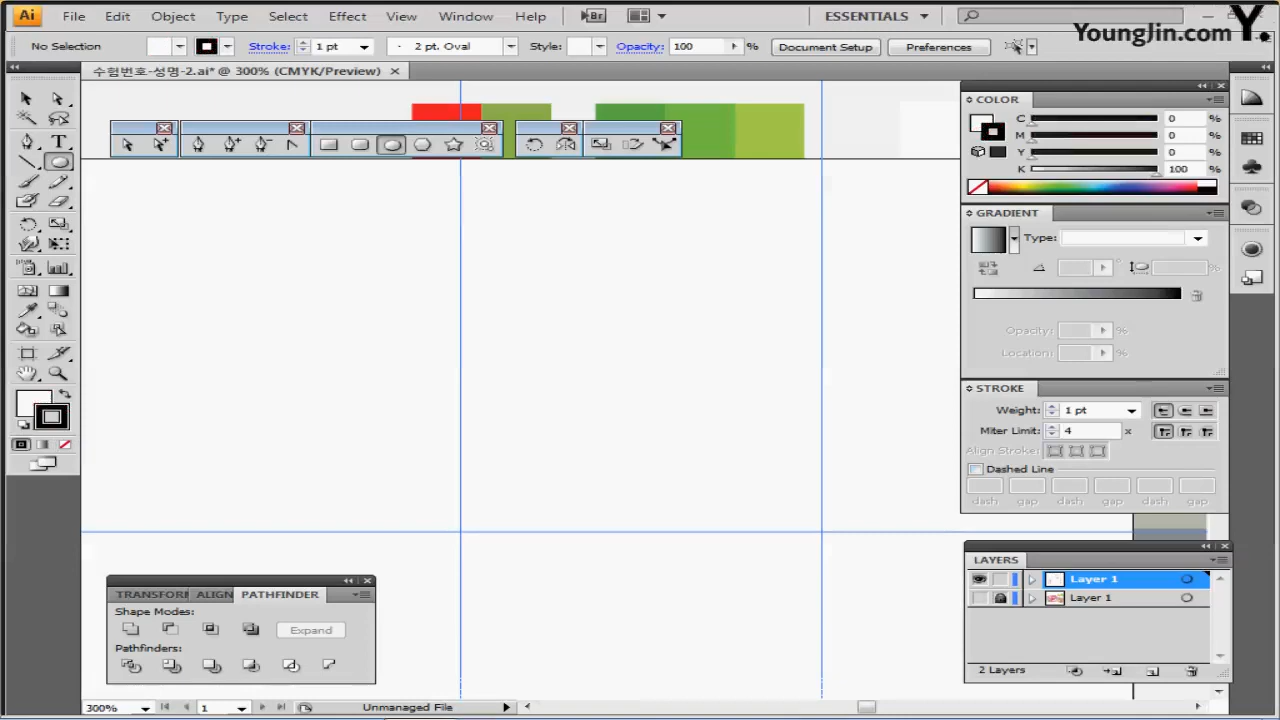 Ai File Edit Object Type Select Effect View Window Help Br ESSENTIALS
YoungJin.com Y.
No Selection Stroke: 1 pt 2 pt. Oval Style: Opacity: 100 % Document Setup Preferences
수험번호-성명-2.ai* @ 300% (CMYK/Preview)
COLOR
C 0 %
M 0 %
Y 0 %
K 100 %
GRADIENT
Type:
Opacity: %
Location: %
STROKE
Weight: 1 pt
Miter Limit: 4 x
Align Stroke:
Dashed Line
dash gap dash gap dash gap
LAYERS
Layer 1
Layer 1
2 Layers
TRANSFORM ALIGN PATHFINDER
Shape Modes:
Expand
Pathfinders:
300% 1 Unmanaged File